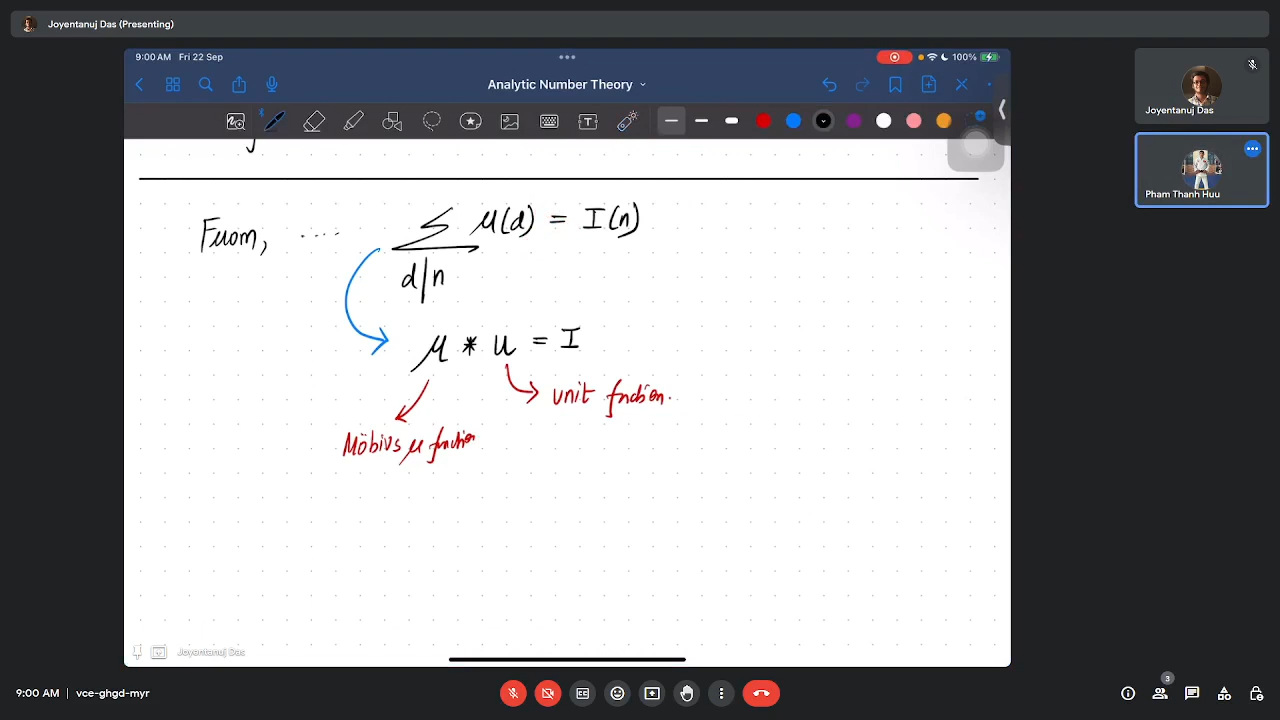 Joyentanuj Das (Presenting)
9:00 AM Fri 22 Sep
100%
Analytic Number Theory
Joyentanuj Das
Pham Thanh Huu
From, .... ∑ μ(d) = I(n)
d|n
μ * u = I
unit function.
Möbius μ function
Joyentanuj Das
9:00 AM | vce-ghgd-myr
3